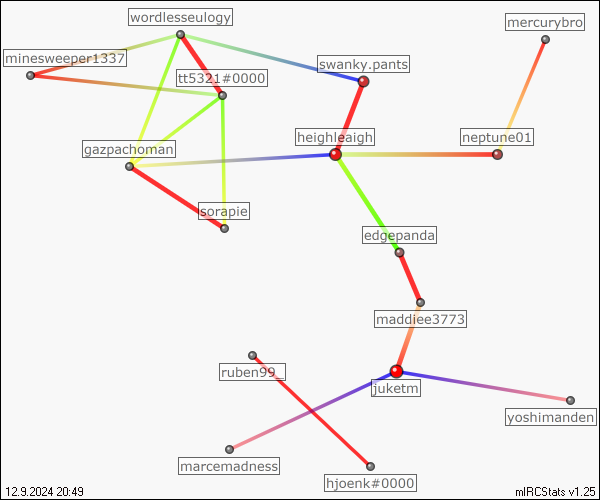 wordlesseulogy
mercurybro
minesweeper1337
swanky.pants
tt5321#0000
heighleaigh
neptune01
gazpachoman
sorapie
edgepanda
maddiee3773
ruben99_
juketm
yoshimanden
marcemadness
hjoenk#0000
12.9.2024 20:49
mIRCStats v1.25